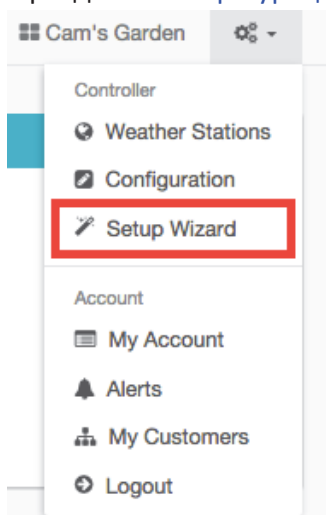 Cam's Garden
Controller
Weather Stations
Configuration
Setup Wizard
Account
My Account
Alerts
My Customers
Logout